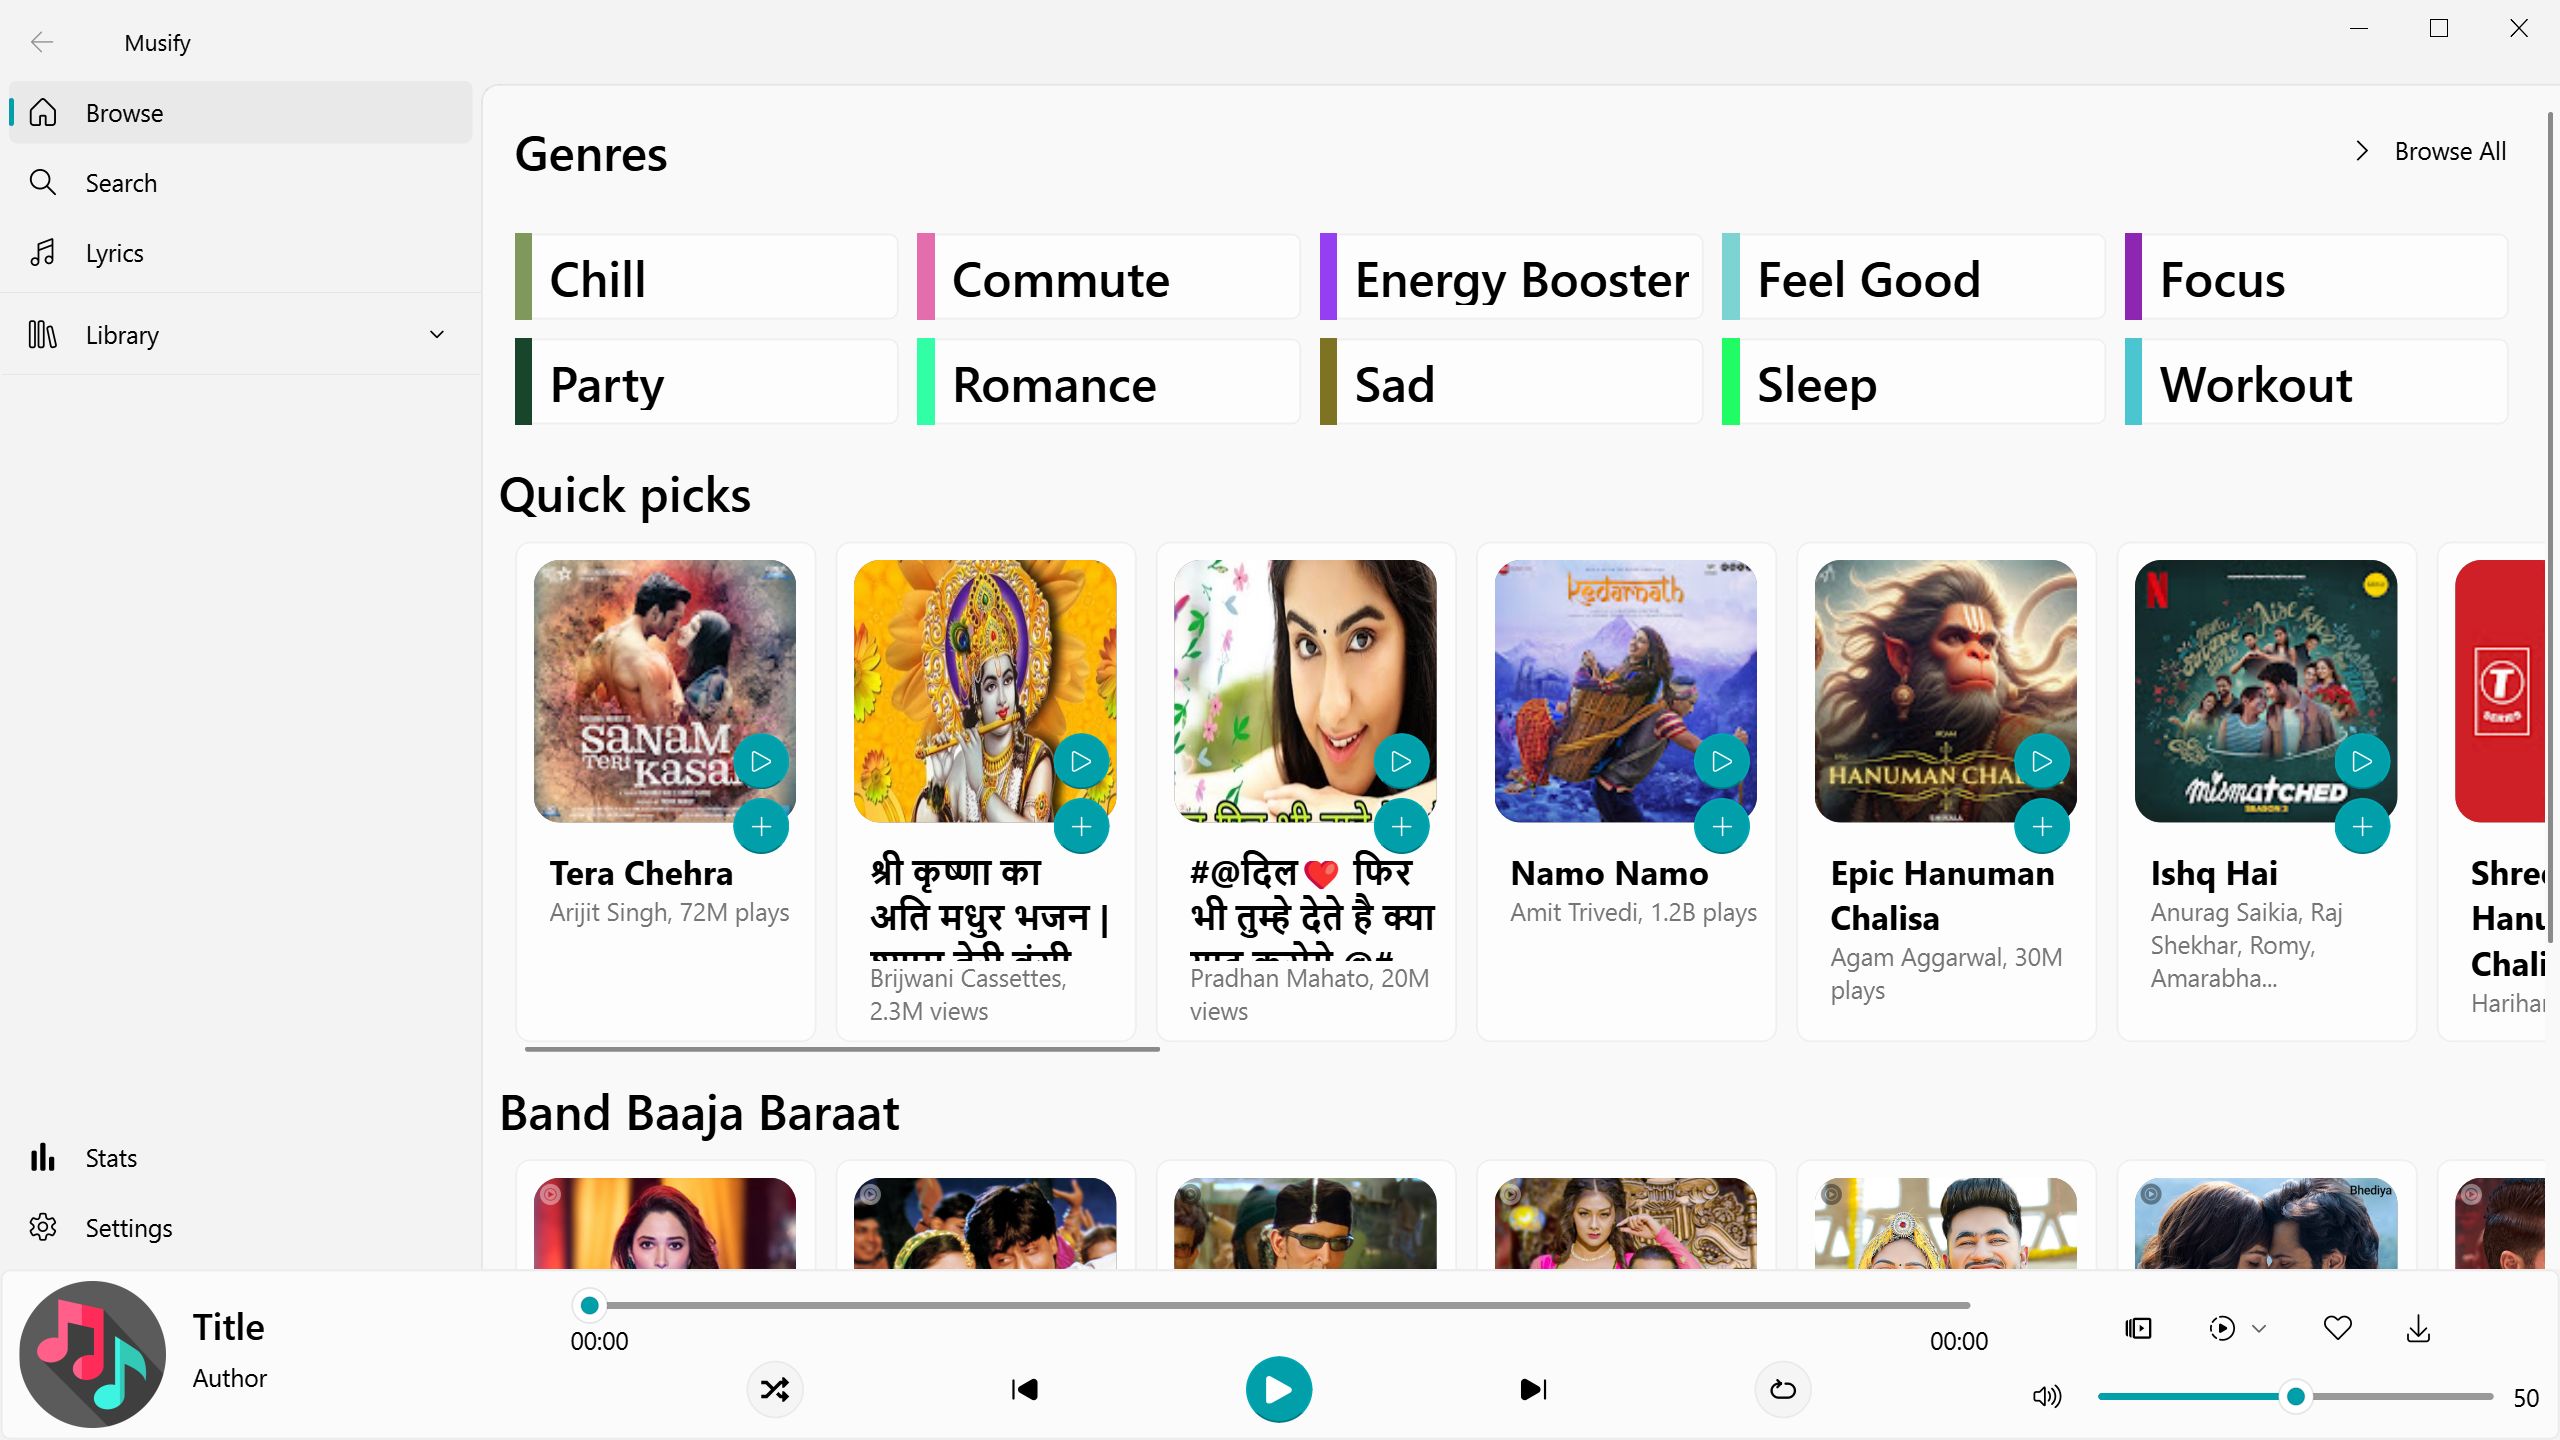 Musify
Browse
Search
Lyrics
Library
Stats
Settings
Genres
Browse All
Chill
Commute
Energy Booster
Feel Good
Focus
Party
Romance
Sad
Sleep
Workout
Quick picks
SANAM
TERI KASA
kedarnath
HANUMAN CHA
N
Mismatched
SEASON 3
T
SERIES
Tera Chehra
Arijit Singh, 72M plays
श्री कृष्णा का
अति मधुर भजन |
Brijwani Cassettes,
2.3M views
#@दिल❤️ फिर
भी तुम्हे देते है क्या
Pradhan Mahato, 20M
views
Namo Namo
Amit Trivedi, 1.2B plays
Epic Hanuman
Chalisa
Agam Aggarwal, 30M
plays
Ishq Hai
Anurag Saikia, Raj
Shekhar, Romy,
Amarabha...
Shree
Hanu
Chali
Harihar
Band Baaja Baraat
Bhediya
Title
Author
00:00
00:00
50